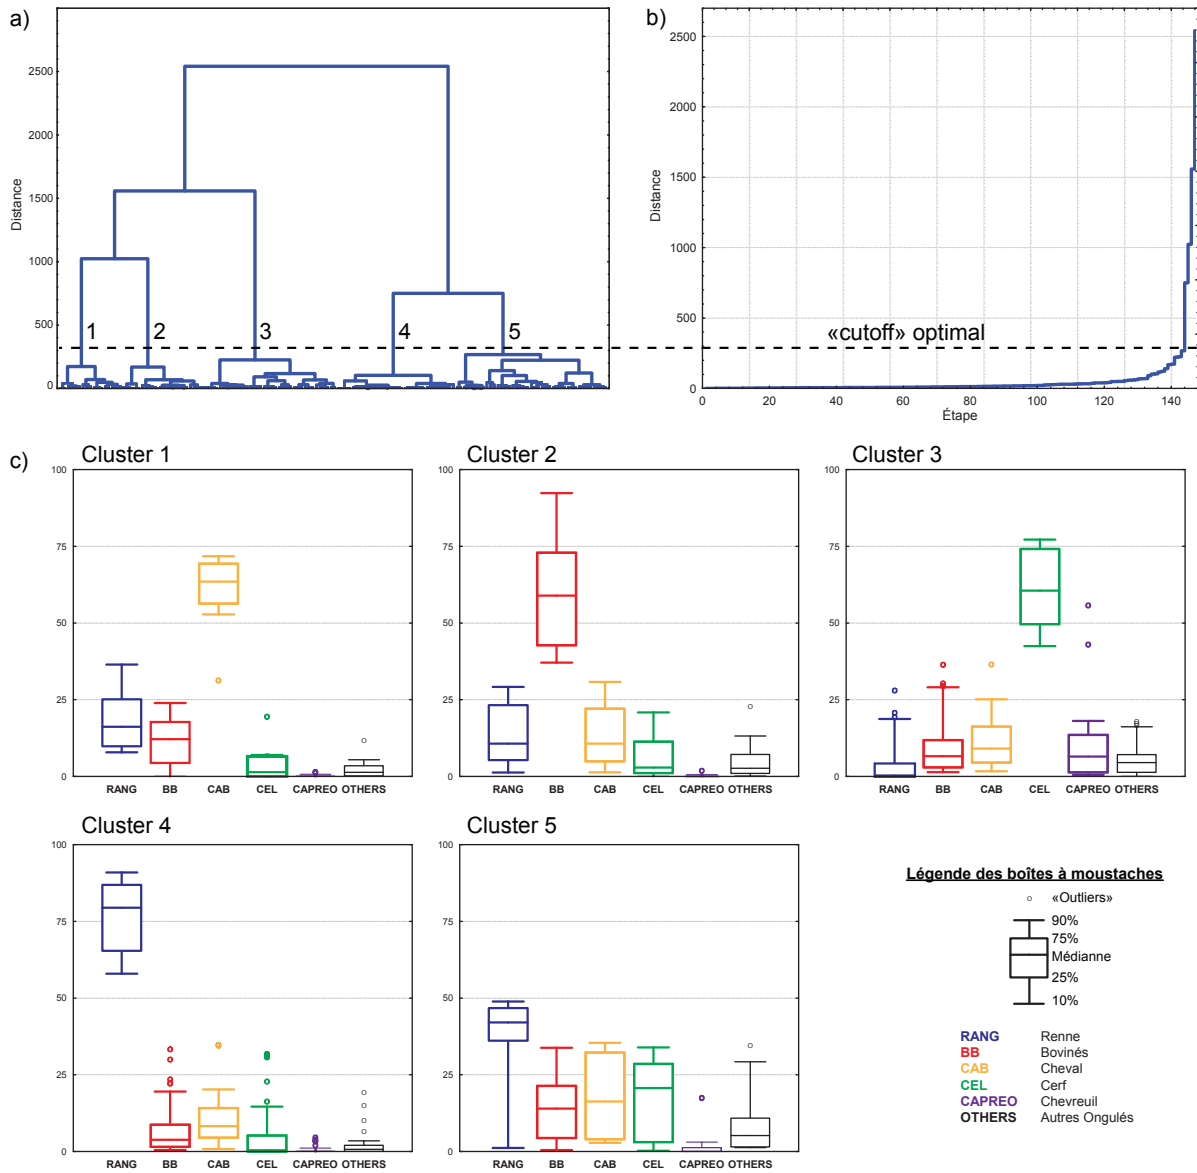 a)
2500
2000
1500
1000
500
0
Distance
1 2 3 4 5
b)
2500
2000
1500
1000
500
0
Distance
«cutoff» optimal
0 20 40 60 80 100 120 140
Étape
c)
Cluster 1
100
75
50
25
0
RANG BB CAB CEL CAPREO OTHERS
Cluster 2
100
75
50
25
0
RANG BB CAB CEL CAPREO OTHERS
Cluster 3
100
75
50
25
0
RANG BB CAB CEL CAPREO OTHERS
Cluster 4
100
75
50
25
0
RANG BB CAB CEL CAPREO OTHERS
Cluster 5
100
75
50
25
0
RANG BB CAB CEL CAPREO OTHERS
Légende des boîtes à moustaches
«Outliers»
90%
75%
Médianne
25%
10%
RANG Renne
BB Bovinés
CAB Cheval
CEL Cerf
CAPREO Chevreuil
OTHERS Autres Ongulés